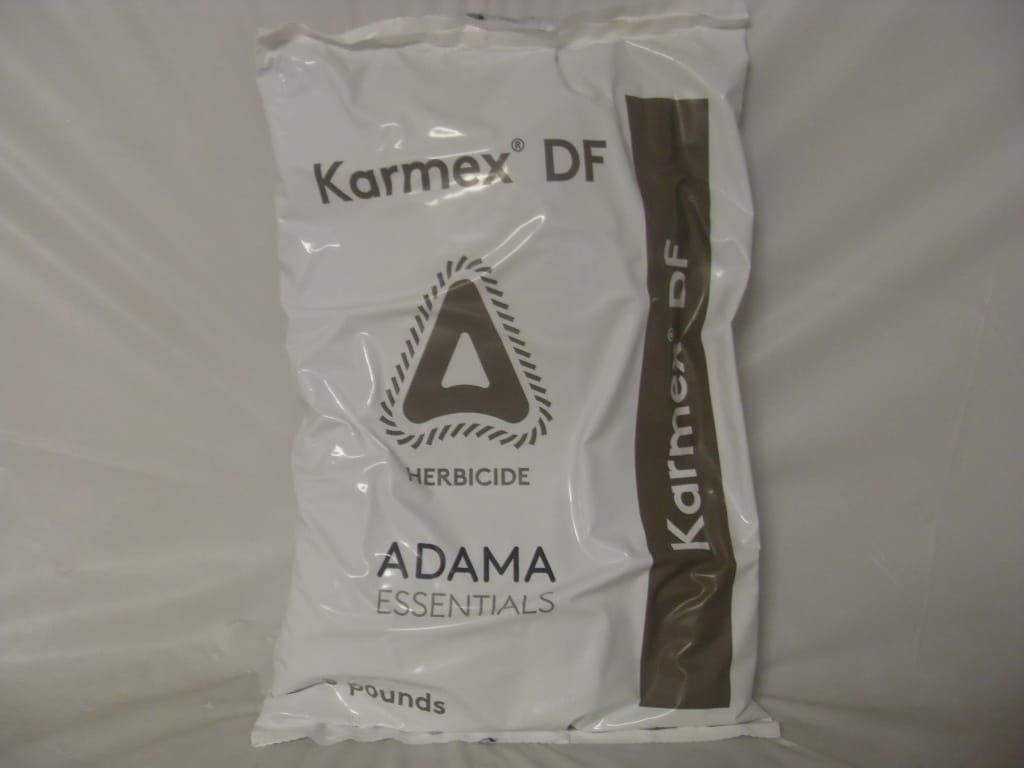 Karmex® DF
HERBICIDE
ADAMA
ESSENTIALS
Pounds
Karmex® DF